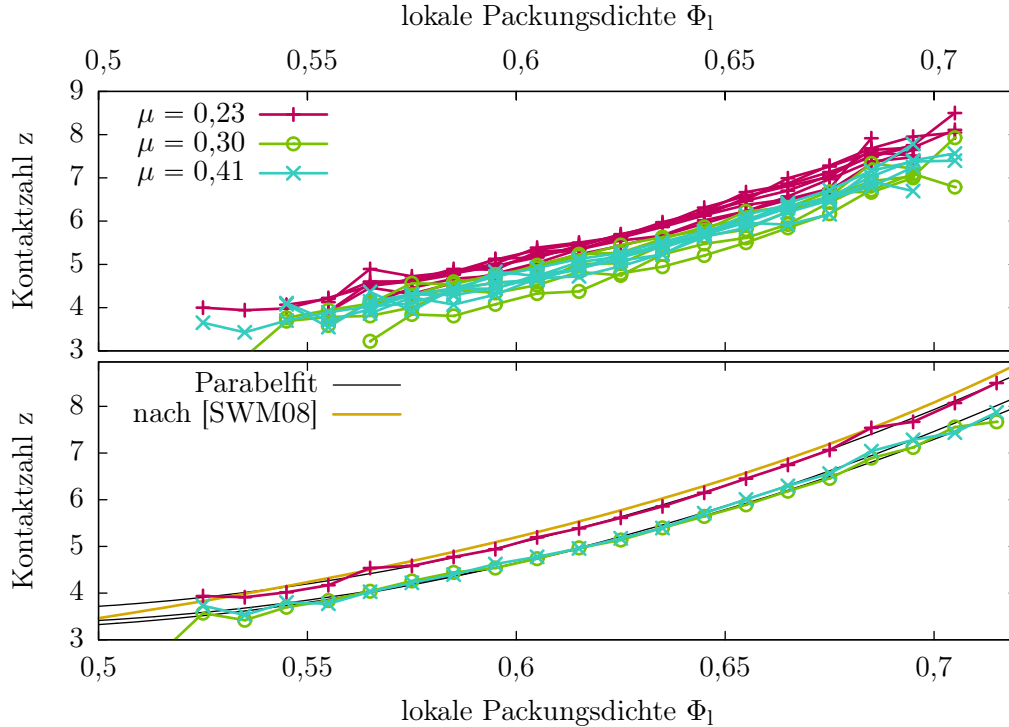 lokale Packungsdichte Φl
0,5 0,55 0,6 0,65 0,7
9
8
7
6
5
4
3
Kontaktzahl z
μ = 0,23
μ = 0,30
μ = 0,41
8
7
6
5
4
3
Kontaktzahl z
Parabelfit
nach [SWM08]
0,5 0,55 0,6 0,65 0,7
lokale Packungsdichte Φl